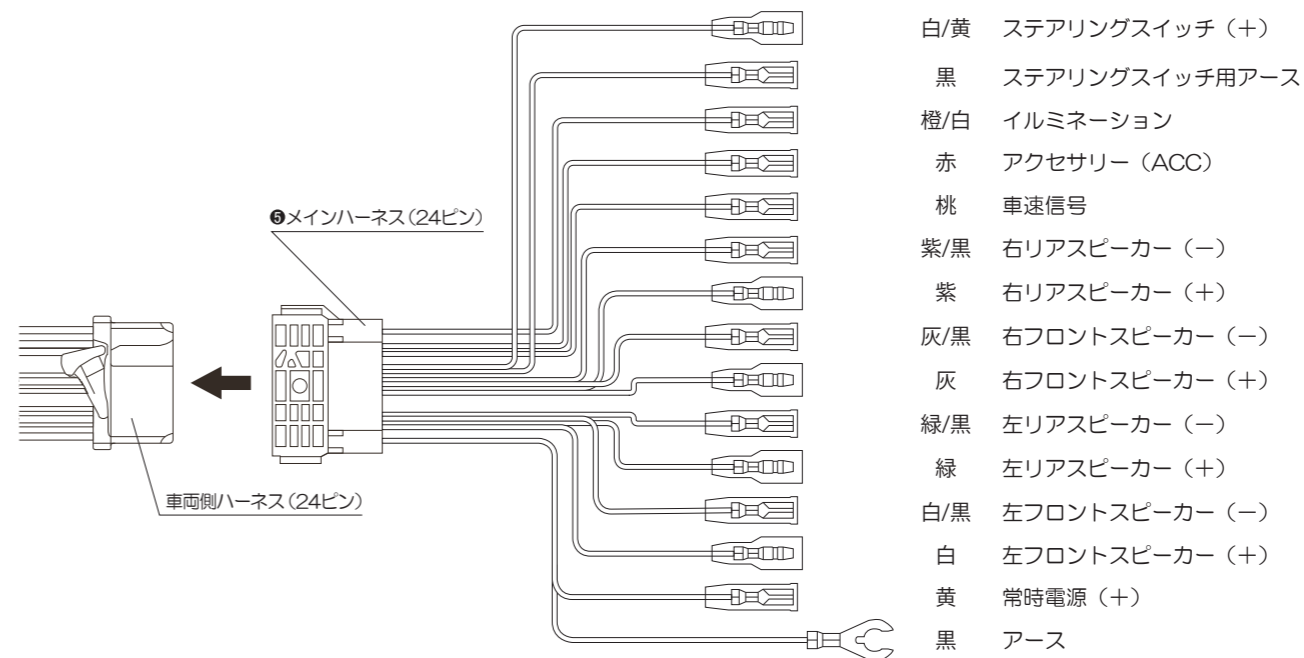 白/黄 ステアリングスイッチ（＋）
黒 ステアリングスイッチ用アース
橙/白 イルミネーション
赤 アクセサリー（ACC）
桃 車速信号
❺メインハーネス（24ピン）
紫/黒 右リアスピーカー（－）
紫 右リアスピーカー（＋）
灰/黒 右フロントスピーカー（－）
灰 右フロントスピーカー（＋）
緑/黒 左リアスピーカー（－）
緑 左リアスピーカー（＋）
車両側ハーネス（24ピン）
白/黒 左フロントスピーカー（－）
白 左フロントスピーカー（＋）
黄 常時電源（＋）
黒 アース